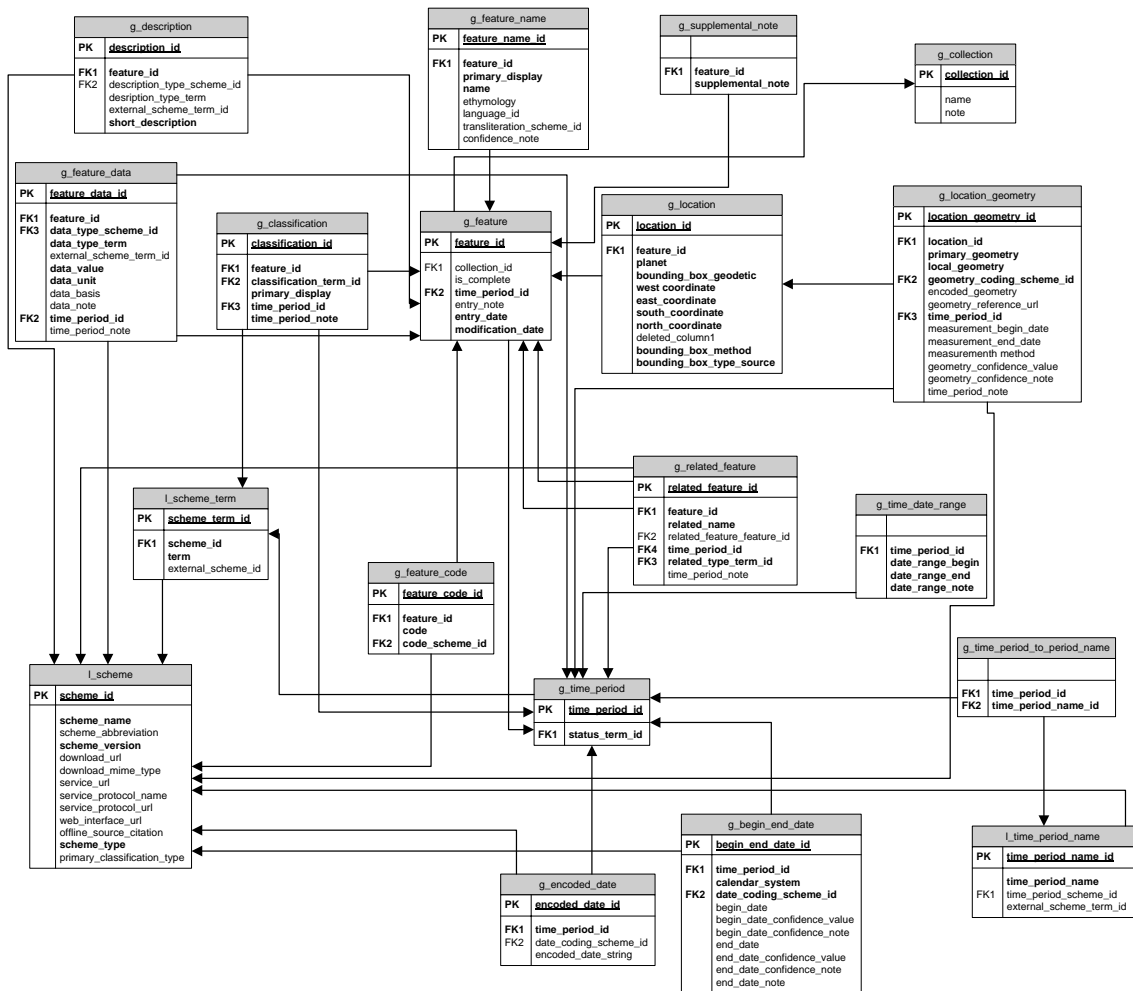 g_description
PK description_id
FK1 feature_id
FK2 description_type_scheme_id
desription_type_term
external_scheme_term_id
short_description
g_feature_name
PK feature_name_id
FK1 feature_id
primary_display
name
ethymology
language_id
transliteration_scheme_id
confidence_note
g_supplemental_note
FK1 feature_id
supplemental_note
g_collection
PK collection_id
name
note
g_feature_data
PK feature_data_id
FK1 feature_id
FK3 data_type_scheme_id
data_type_term
external_scheme_term_id
data_value
data_unit
data_basis
data_note
FK2 time_period_id
time_period_note
g_classification
PK classification_id
FK1 feature_id
FK2 classification_term_id
primary_display
FK3 time_period_id
time_period_note
g_feature
PK feature_id
FK1 collection_id
is_complete
FK2 time_period_id
entry_note
entry_date
modification_date
g_location
PK location_id
FK1 feature_id
planet
bounding_box_geodetic
west coordinate
east_coordinate
south_coordinate
north_coordinate
deleted_column1
bounding_box_method
bounding_box_type_source
g_location_geometry
PK location_geometry_id
FK1 location_id
primary_geometry
local_geometry
FK2 geometry_coding_scheme_id
encoded_geometry
geometry_reference_url
FK3 time_period_id
measurement_begin_date
measurement_end_date
measurementh method
geometry_confidence_value
geometry_confidence_note
time_period_note
g_related_feature
PK related_feature_id
FK1 feature_id
related_name
FK2 related_feature_feature_id
FK4 time_period_id
FK3 related_type_term_id
time_period_note
g_time_date_range
FK1 time_period_id
date_range_begin
date_range_end
date_range_note
l_scheme_term
PK scheme_term_id
FK1 scheme_id
term
external_scheme_id
g_feature_code
PK feature_code_id
FK1 feature_id
code
FK2 code_scheme_id
g_time_period_to_period_name
FK1 time_period_id
FK2 time_period_name_id
l_scheme
PK scheme_id
scheme_name
scheme_abbreviation
scheme_version
download_url
download_mime_type
service_url
service_protocol_name
service_protocol_url
web_interface_url
offline_source_citation
scheme_type
primary_classification_type
g_time_period
PK time_period_id
FK1 status_term_id
g_begin_end_date
PK begin_end_date_id
FK1 time_period_id
calendar_system
FK2 date_coding_scheme_id
begin_date
begin_date_confidence_value
begin_date_confidence_note
end_date
end_date_confidence_value
end_date_confidence_note
end_date_note
l_time_period_name
PK time_period_name_id
time_period_name
FK1 time_period_scheme_id
external_scheme_term_id
g_encoded_date
PK encoded_date_id
FK1 time_period_id
FK2 date_coding_scheme_id
encoded_date_string